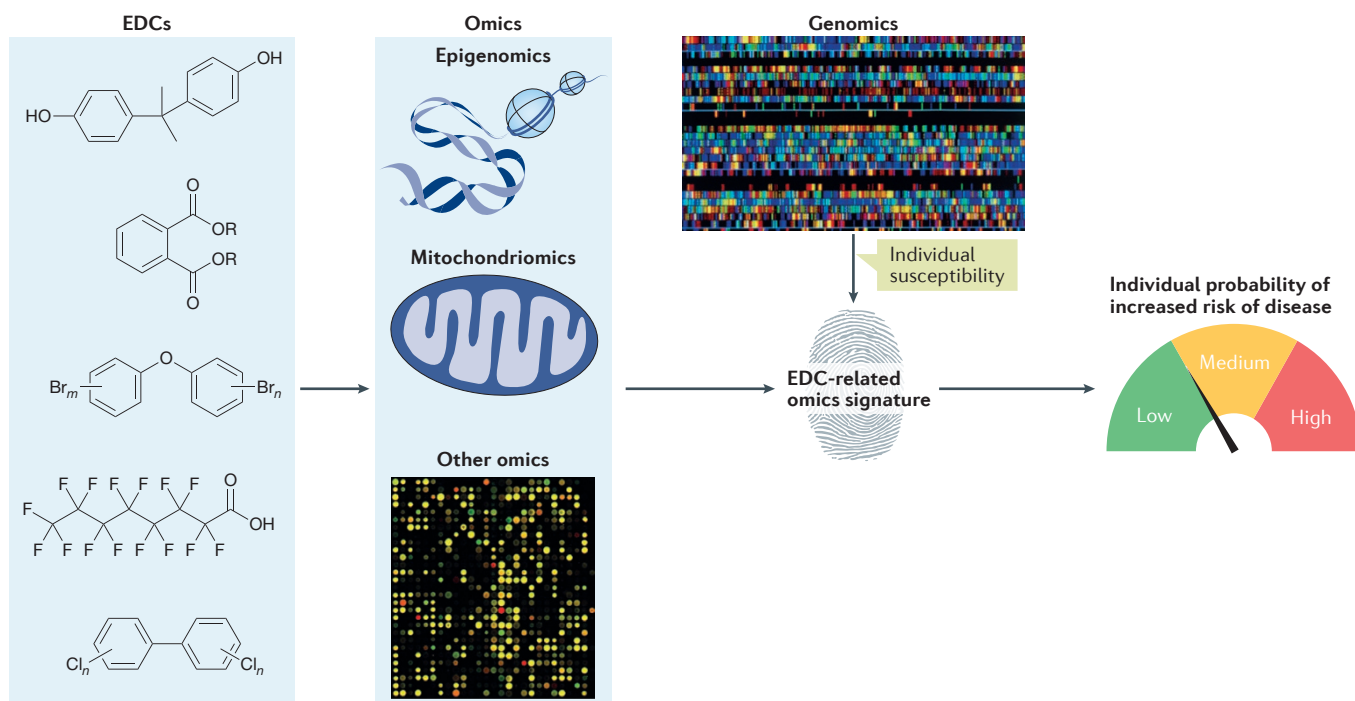 EDCs
OH
HO
O
OR
OR
O
O
Brm
Brn
F F F F F F
F
O
OH
F F F F F F F F
Cln
Cln
Omics
Epigenomics
Mitochondriomics
Other omics
Genomics
Individual
susceptibility
EDC-related
omics signature
Individual probability of
increased risk of disease
Low
Medium
High